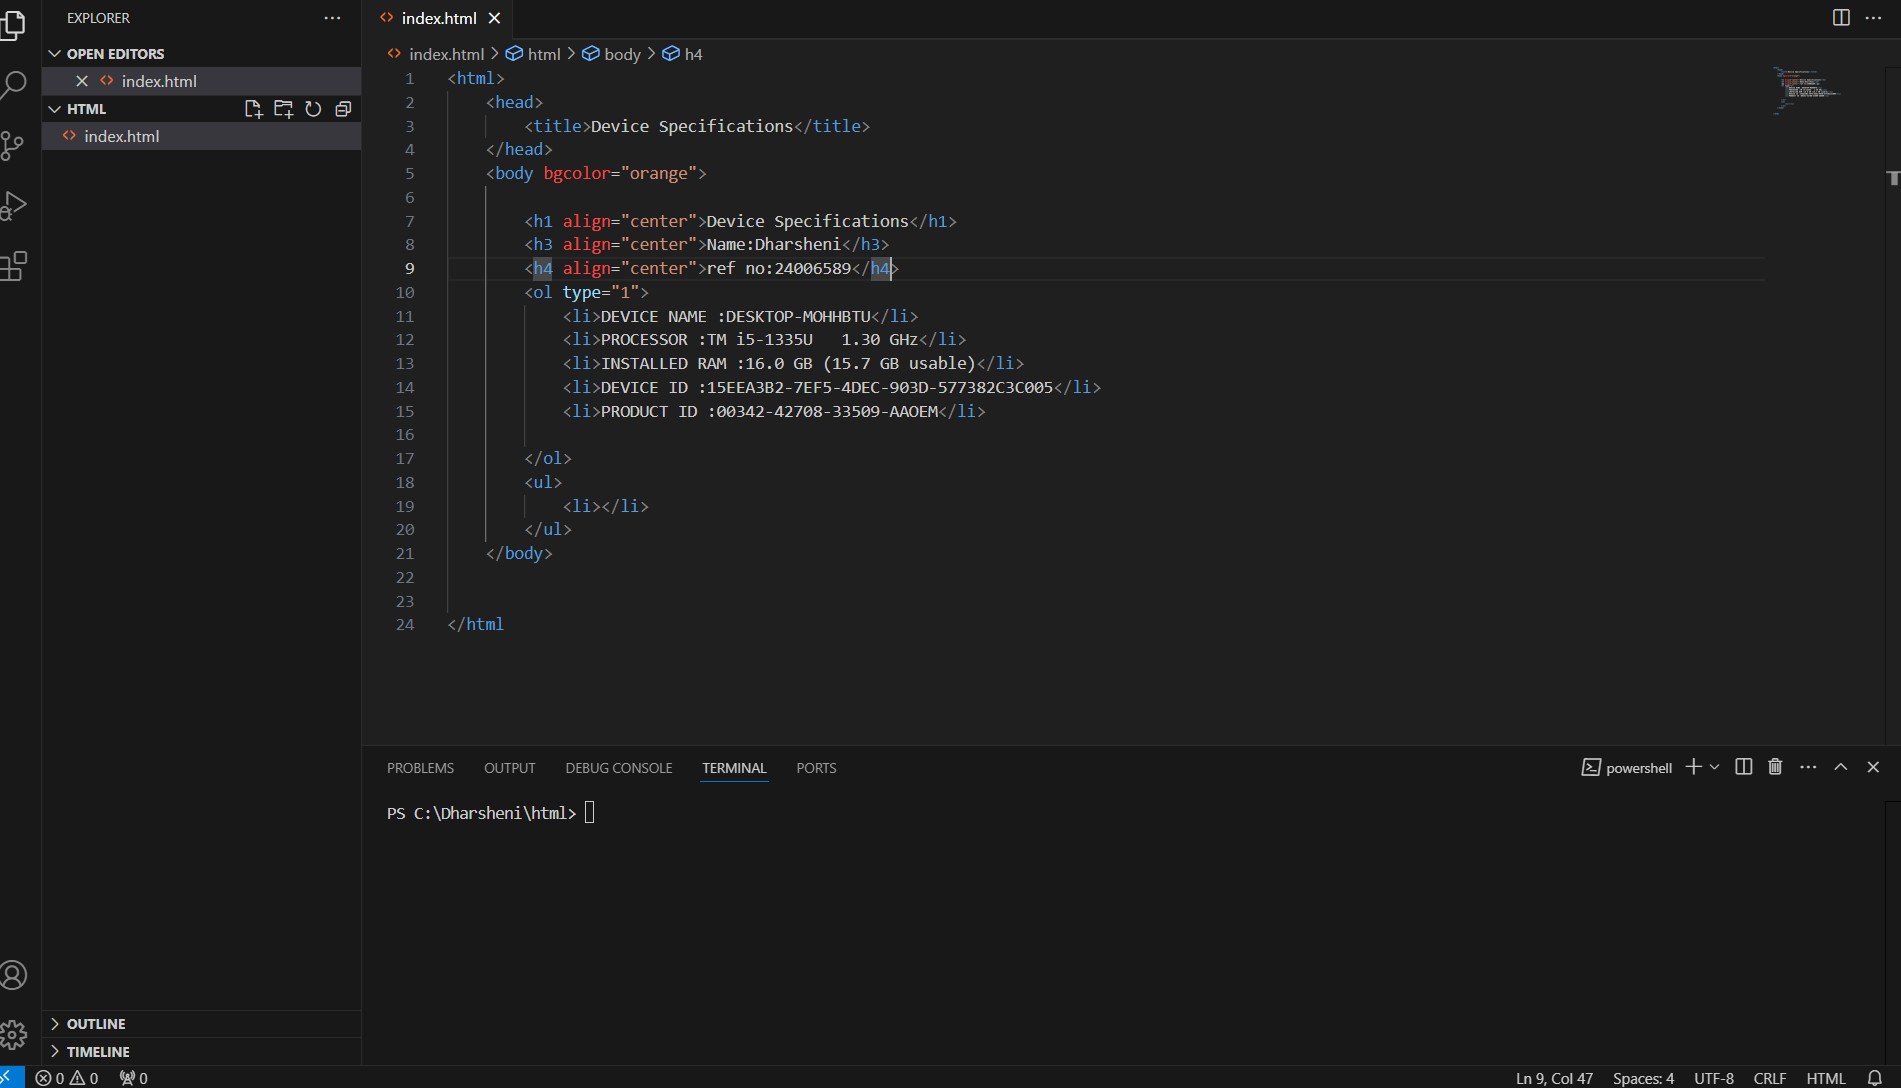 EXPLORER
OPEN EDITORS
index.html
HTML
index.html
index.html
index.html > html > body > h4
1 <html>
2 <head>
3 <title>Device Specifications</title>
4 </head>
5 <body bgcolor="orange">
6
7 <h1 align="center">Device Specifications</h1>
8 <h3 align="center">Name:Dharsheni</h3>
9 <h4 align="center">ref no:24006589</h4>
10 <ol type="1">
11 <li>DEVICE NAME :DESKTOP-MOHHBTU</li>
12 <li>PROCESSOR :TM i5-1335U   1.30 GHz</li>
13 <li>INSTALLED RAM :16.0 GB (15.7 GB usable)</li>
14 <li>DEVICE ID :15EEA3B2-7EF5-4DEC-903D-577382C3C005</li>
15 <li>PRODUCT ID :00342-42708-33509-AAOEM</li>
16
17 </ol>
18 <ul>
19 <li></li>
20 </ul>
21 </body>
22
23
24 </html
PROBLEMS OUTPUT DEBUG CONSOLE TERMINAL PORTS
powershell
PS C:\Dharsheni\html>
OUTLINE
TIMELINE
0 0 0
Ln 9, Col 47 Spaces: 4 UTF-8 CRLF HTML